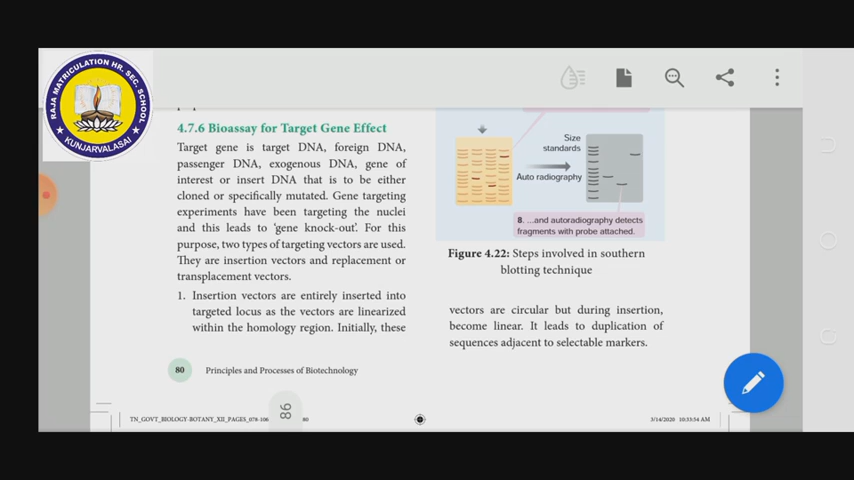 RAJA MATRICULATION HR. SEC. SCHOOL
KUNJARVALASAI
4.7.6 Bioassay for Target Gene Effect
Target gene is target DNA, foreign DNA,
passenger DNA, exogenous DNA, gene of
interest or insert DNA that is to be either
cloned or specifically mutated. Gene targeting
experiments have been targeting the nuclei
and this leads to ‘gene knock-out’. For this
purpose, two types of targeting vectors are used.
They are insertion vectors and replacement or
transplacement vectors.
1. Insertion vectors are entirely inserted into
targeted locus as the vectors are linearized
within the homology region. Initially, these
Size
standards
Auto radiography
8. ...and autoradiography detects
fragments with probe attached.
Figure 4.22: Steps involved in southern
blotting technique
vectors are circular but during insertion,
become linear. It leads to duplication of
sequences adjacent to selectable markers.
80 Principles and Processes of Biotechnology
86
TN_GOVT_BIOLOGY-BOTANY_XII_PAGES_078-106
80
3/14/2020 10:33:54 AM